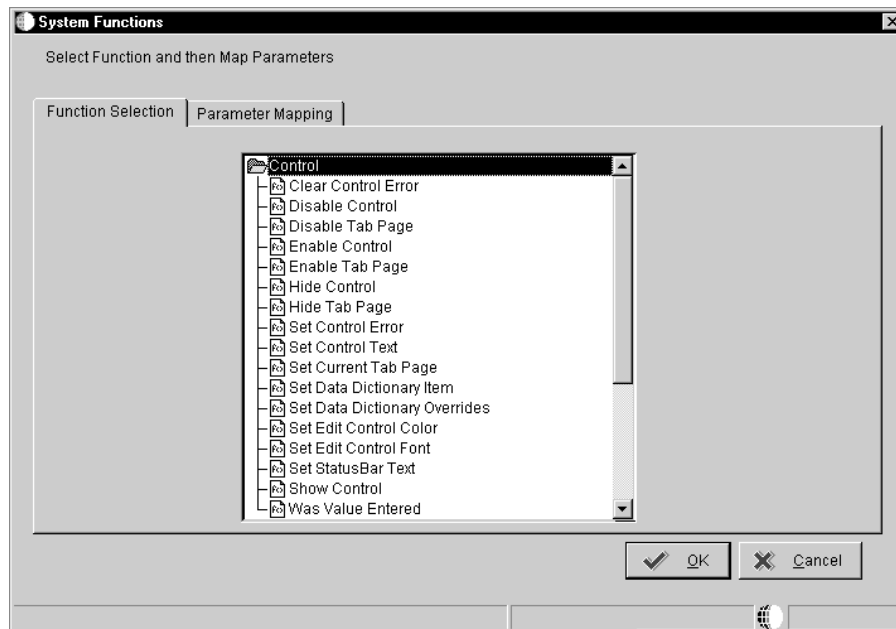 System Functions
Select Function and then Map Parameters
Function Selection
Parameter Mapping
Control
Clear Control Error
Disable Control
Disable Tab Page
Enable Control
Enable Tab Page
Hide Control
Hide Tab Page
Set Control Error
Set Control Text
Set Current Tab Page
Set Data Dictionary Item
Set Data Dictionary Overrides
Set Edit Control Color
Set Edit Control Font
Set StatusBar Text
Show Control
Was Value Entered
OK
Cancel